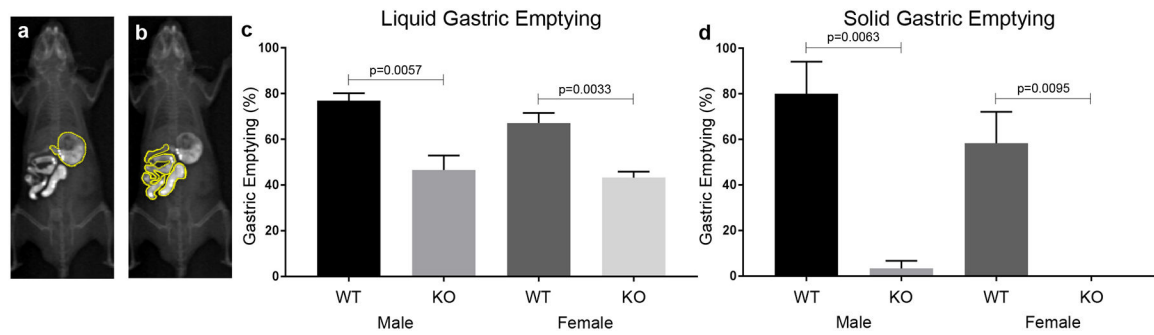 a
b
c
Liquid Gastric Emptying
Gastric Emptying (%)
100
80
60
40
20
0
p=0.0057
p=0.0033
WT
KO
WT
KO
Male
Female
d
Solid Gastric Emptying
Gastric Emptying (%)
100
80
60
40
20
0
p=0.0063
p=0.0095
WT
KO
WT
KO
Male
Female